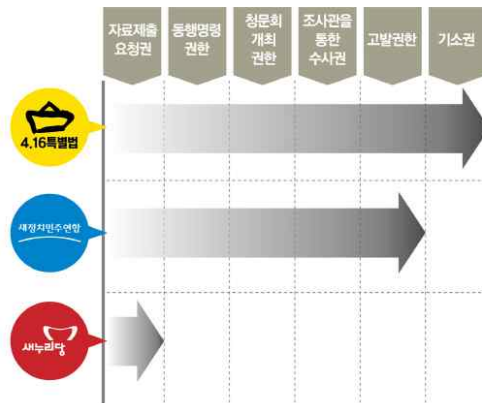 자료제출
요청권
동행명령
권한
청문회
개최
권한
조사관을
통한
수사권
고발권한
기소권
4.16특별법
새정치민주연합
새누리당